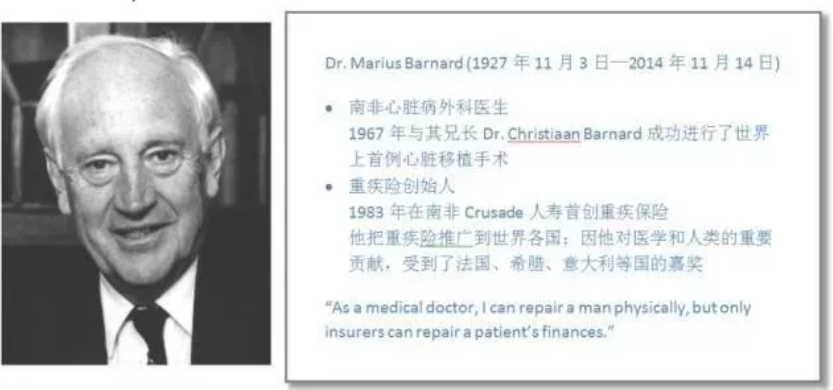 Dr. Marius Barnard (1927 年 11 月 3 日—2014 年 11 月 14 日)
• 南非心脏病外科医生
1967 年与其兄长 Dr. Christiaan Barnard 成功进行了世界
上首例心脏移植手术
• 重疾险创始人
1983 年在南非 Crusade 人寿首创重疾保险
他把重疾险推广到世界各国；因他对医学和人类的重要
贡献，受到了法国、希腊、意大利等国的嘉奖
“As a medical doctor, I can repair a man physically, but only
insurers can repair a patient’s finances.”